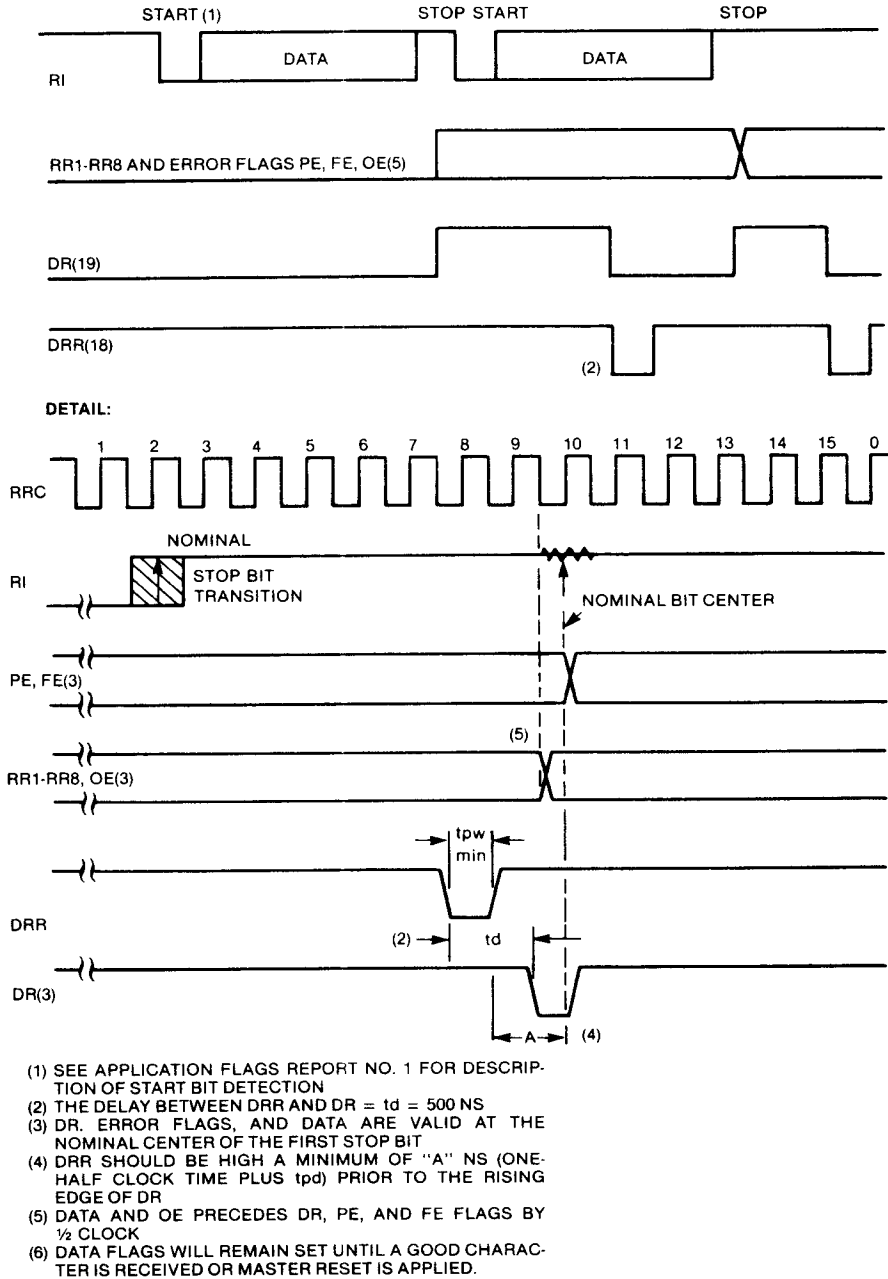 START (1) STOP START STOP
DATA DATA
RI
RR1-RR8 AND ERROR FLAGS PE, FE, OE(5)
DR(19)
DRR(18)
(2)
DETAIL:
1 2 3 4 5 6 7 8 9 10 11 12 13 14 15 0
RRC
NOMINAL
RI
STOP BIT
TRANSITION
NOMINAL BIT CENTER
PE, FE(3)
(5)
RR1-RR8, OE(3)
tpw
min
DRR
(2) td
DR(3)
A (4)
(1) SEE APPLICATION FLAGS REPORT NO. 1 FOR DESCRIP-
TION OF START BIT DETECTION
(2) THE DELAY BETWEEN DRR AND DR = td = 500 NS
(3) DR. ERROR FLAGS, AND DATA ARE VALID AT THE
NOMINAL CENTER OF THE FIRST STOP BIT
(4) DRR SHOULD BE HIGH A MINIMUM OF "A" NS (ONE-
HALF CLOCK TIME PLUS tpd) PRIOR TO THE RISING
EDGE OF DR
(5) DATA AND OE PRECEDES DR, PE, AND FE FLAGS BY
½ CLOCK
(6) DATA FLAGS WILL REMAIN SET UNTIL A GOOD CHARAC-
TER IS RECEIVED OR MASTER RESET IS APPLIED.